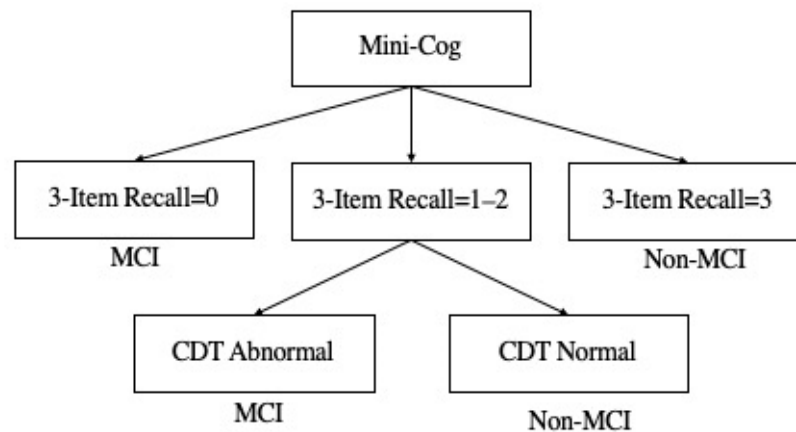 Mini-Cog
3-Item Recall=0
3-Item Recall=1–2
3-Item Recall=3
MCI
Non-MCI
CDT Abnormal
CDT Normal
MCI
Non-MCI